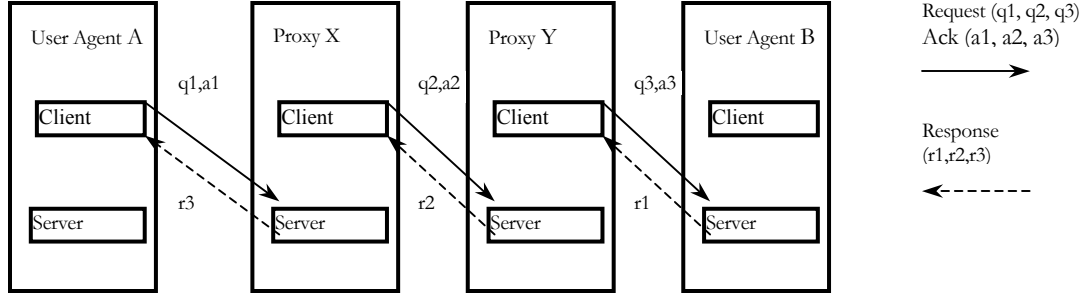 User Agent A
Proxy X
Proxy Y
User Agent B
Request (q1, q2, q3)
Ack (a1, a2, a3)
q1,a1
q2,a2
q3,a3
Client
Client
Client
Client
Response
(r1,r2,r3)
r3
r2
r1
Server
Server
Server
Server